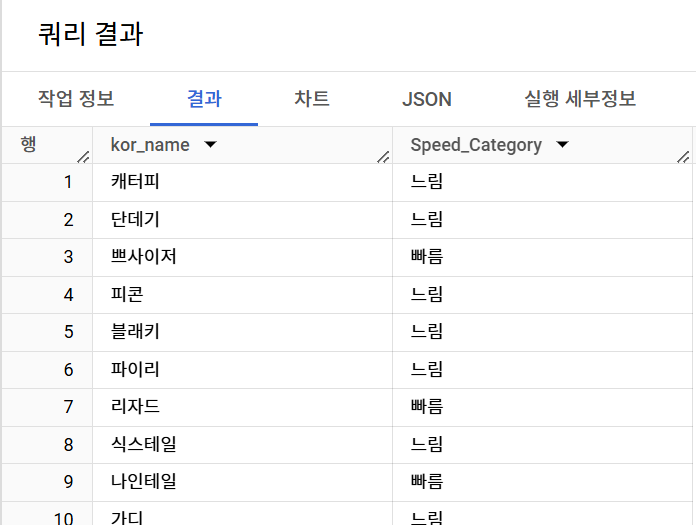 쿼리 결과
작업 정보 결과 차트 JSON 실행 세부정보
행 kor_name Speed_Category
1 캐터피 느림
2 단데기 느림
3 쁘사이저 빠름
4 피콘 느림
5 블래키 느림
6 파이리 느림
7 리자드 빠름
8 식스테일 느림
9 나인테일 빠름
10 가디 느림